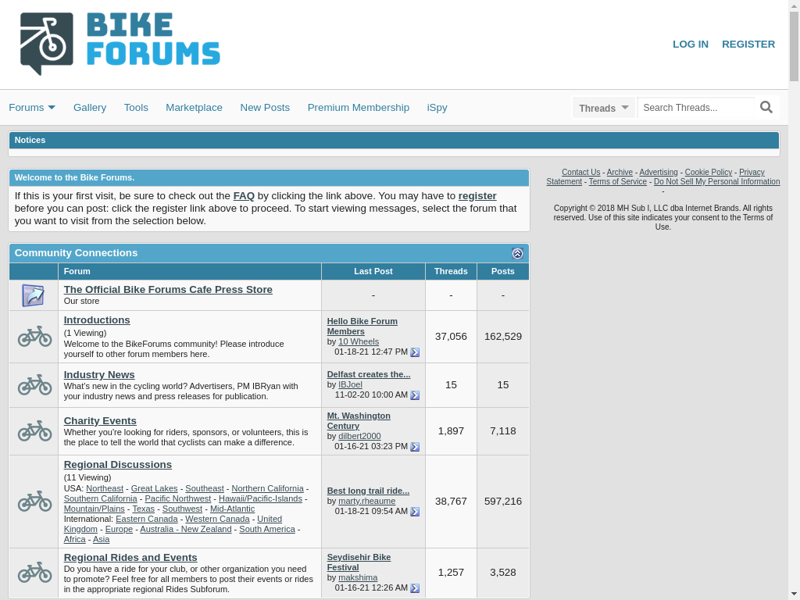 BIKE
FORUMS
LOG IN REGISTER
Forums Gallery Tools Marketplace New Posts Premium Membership iSpy Threads Search Threads...
Notices
Welcome to the Bike Forums.
If this is your first visit, be sure to check out the FAQ by clicking the link above. You may have to register
before you can post: click the register link above to proceed. To start viewing messages, select the forum that
you want to visit from the selection below.
Contact Us - Archive - Advertising - Cookie Policy - Privacy
Statement - Terms of Service - Do Not Sell My Personal Information
-
Copyright © 2018 MH Sub I, LLC dba Internet Brands. All rights
reserved. Use of this site indicates your consent to the Terms of
Use.
Community Connections
Forum Last Post Threads Posts
The Official Bike Forums Cafe Press Store
Our store
- - -
Introductions
(1 Viewing)
Welcome to the BikeForums community! Please introduce
yourself to other forum members here.
Hello Bike Forum
Members
by 10 Wheels
01-18-21 12:47 PM
37,056 162,529
Industry News
What's new in the cycling world? Advertisers, PM IBRyan with
your industry news and press releases for publication.
Delfast creates the...
by IBJoel
11-02-20 10:00 AM
15 15
Charity Events
Whether you're looking for riders, sponsors, or volunteers, this is
the place to tell the world that cyclists can make a difference.
Mt. Washington
Century
by dilbert2000
01-16-21 03:23 PM
1,897 7,118
Regional Discussions
(11 Viewing)
USA: Northeast - Great Lakes - Southeast - Northern California -
Southern California - Pacific Northwest - Hawaii/Pacific-Islands -
Mountain/Plains - Texas - Southwest - Mid-Atlantic
International: Eastern Canada - Western Canada - United
Kingdom - Europe - Australia - New Zealand - South America -
Africa - Asia
Best long trail ride...
by marty.rheaume
01-18-21 09:54 AM
38,767 597,216
Regional Rides and Events
Do you have a ride for your club, or other organization you need
to promote? Feel free for all members to post their events or rides
in the appropriate regional Rides Subforum.
Seydisehir Bike
Festival
by makshima
01-16-21 12:26 AM
1,257 3,528